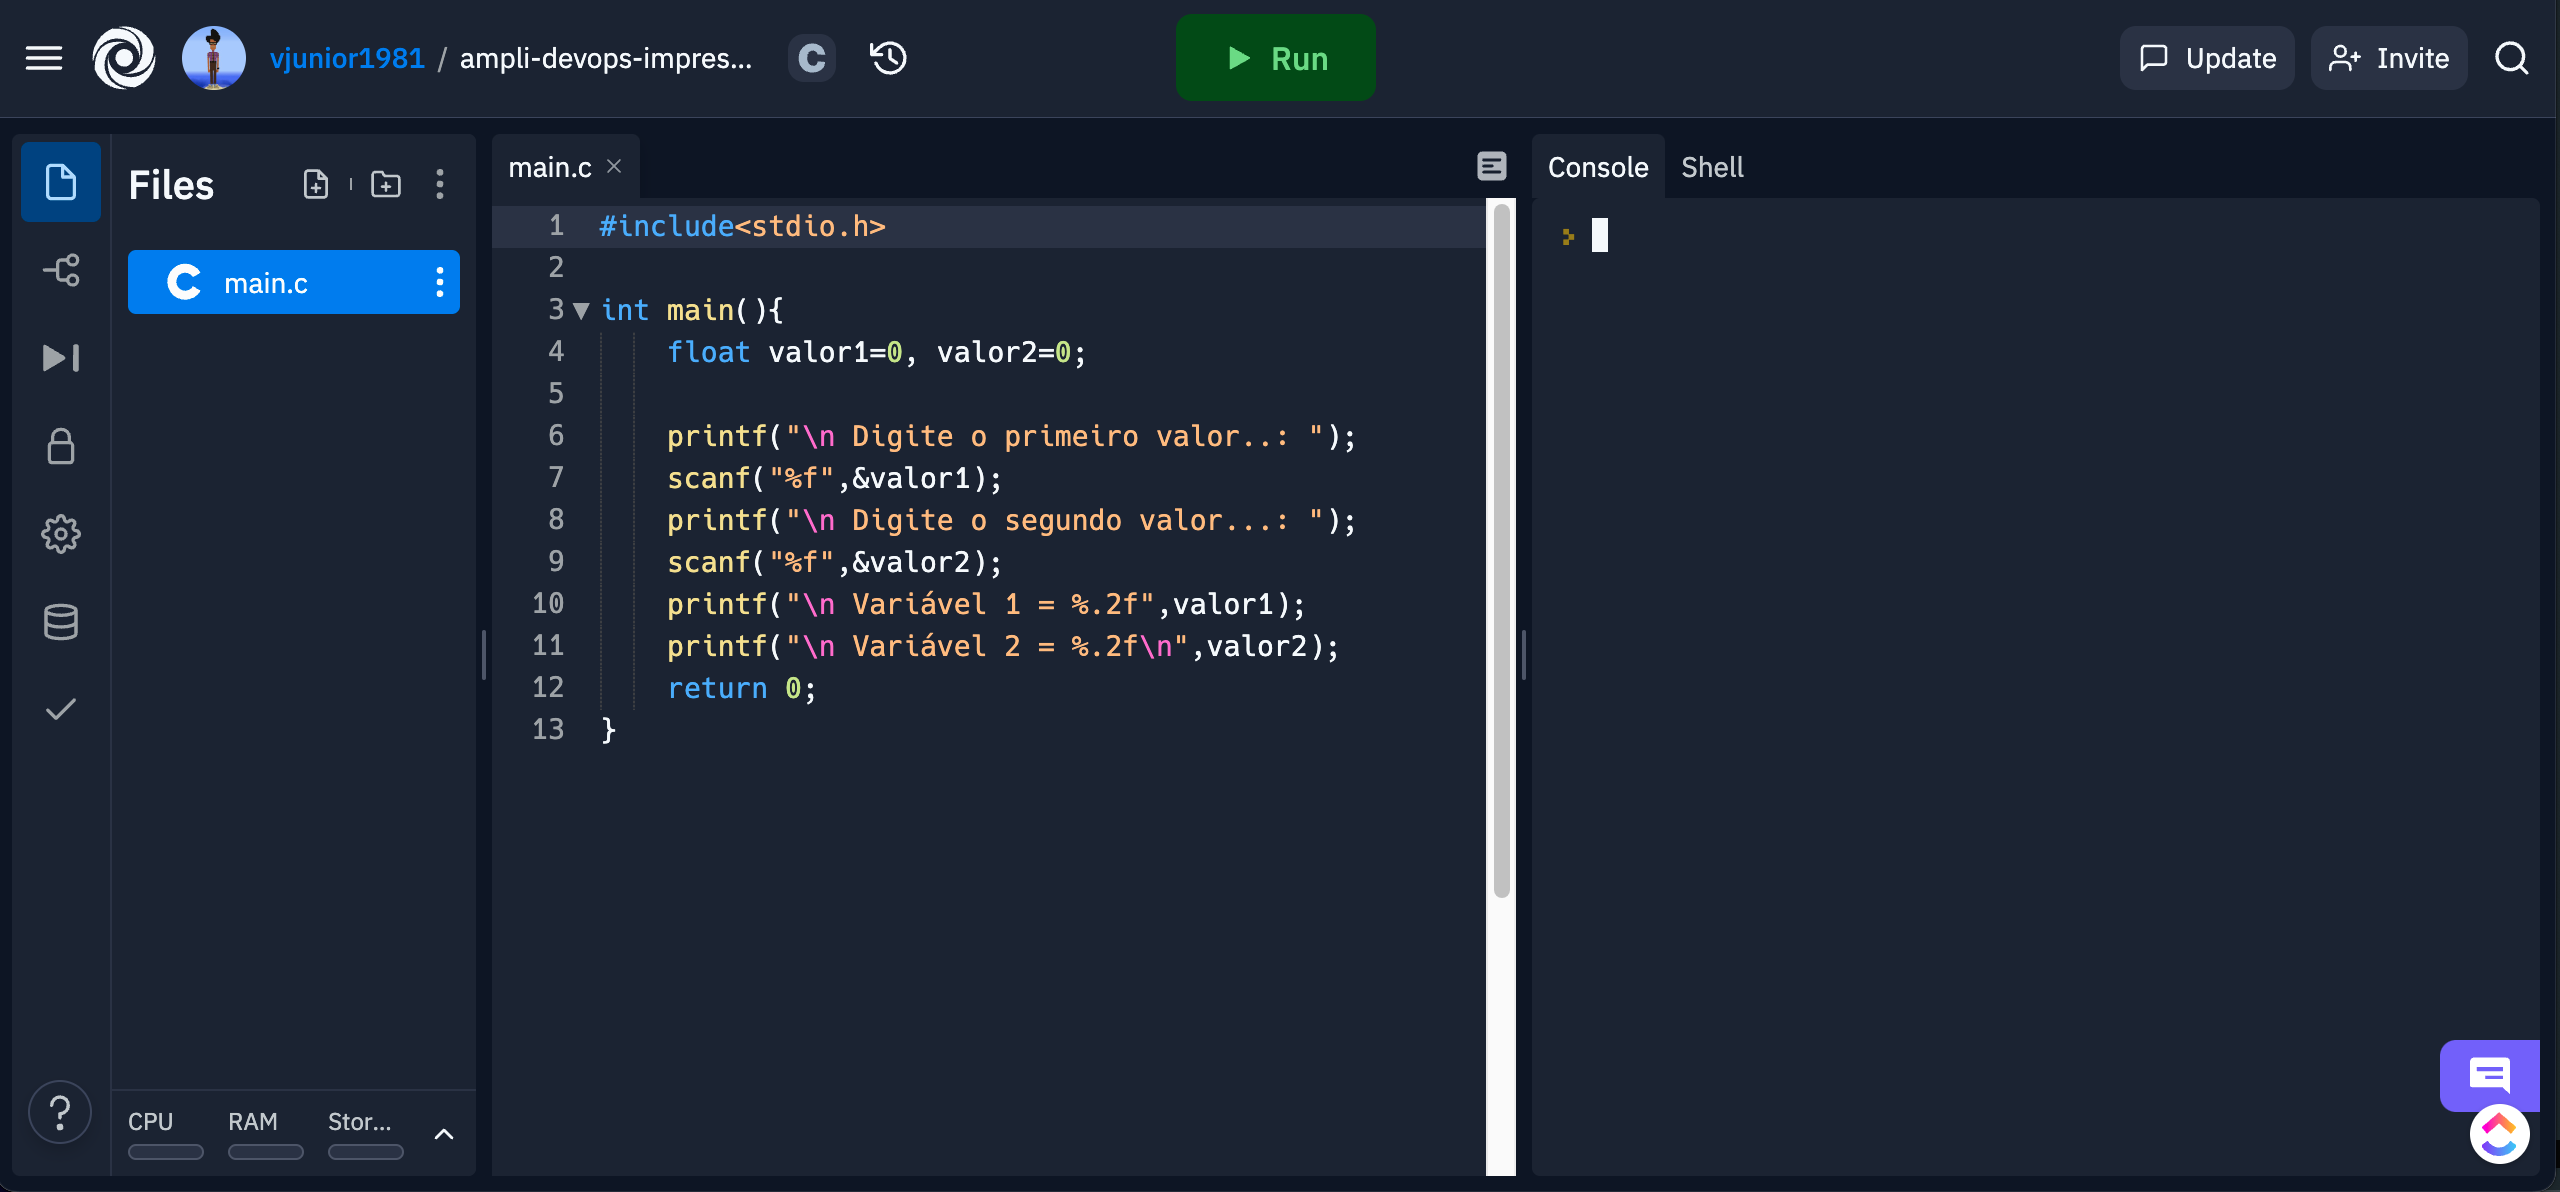 vjunior1981 / ampli-devops-impres...
C
Run
Update
Invite
Files
main.c
CPU
RAM
Stor...
main.c
1 #include<stdio.h>
2
3 int main(){
4 float valor1=0, valor2=0;
5
6 printf("\n Digite o primeiro valor..: ");
7 scanf("%f",&valor1);
8 printf("\n Digite o segundo valor...: ");
9 scanf("%f",&valor2);
10 printf("\n Variável 1 = %.2f",valor1);
11 printf("\n Variável 2 = %.2f\n",valor2);
12 return 0;
13 }
Console
Shell